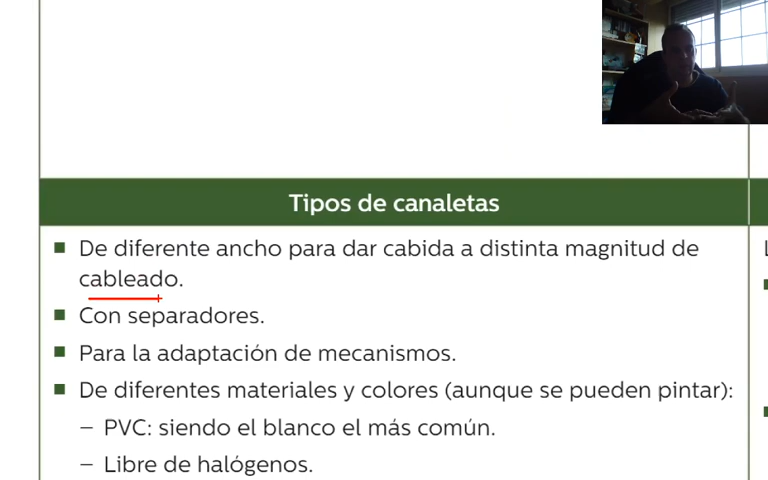 Tipos de canaletas
■ De diferente ancho para dar cabida a distinta magnitud de
cableado.
■ Con separadores.
■ Para la adaptación de mecanismos.
■ De diferentes materiales y colores (aunque se pueden pintar):
– PVC: siendo el blanco el más común.
– Libre de halógenos.